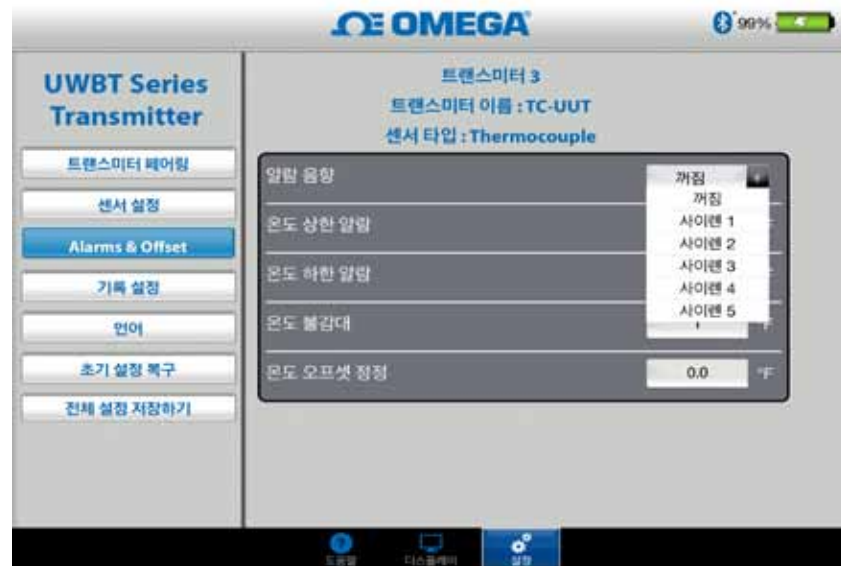 OMEGA
99%
UWBT Series
Transmitter
트랜스미터 페어링
센서 설정
Alarms & Offset
기록 설정
언어
초기 설정 복구
전체 설정 저장하기
트랜스미터 3
트랜스미터 이름 : TC-UUT
센서 타입 : Thermocouple
알람 음향
꺼짐
꺼짐
사이렌 1
사이렌 2
사이렌 3
사이렌 4
사이렌 5
온도 상한 알람
온도 하한 알람
온도 불감대
°F
온도 오프셋 정정
0.0 °F
도움말
디스플레이
설정